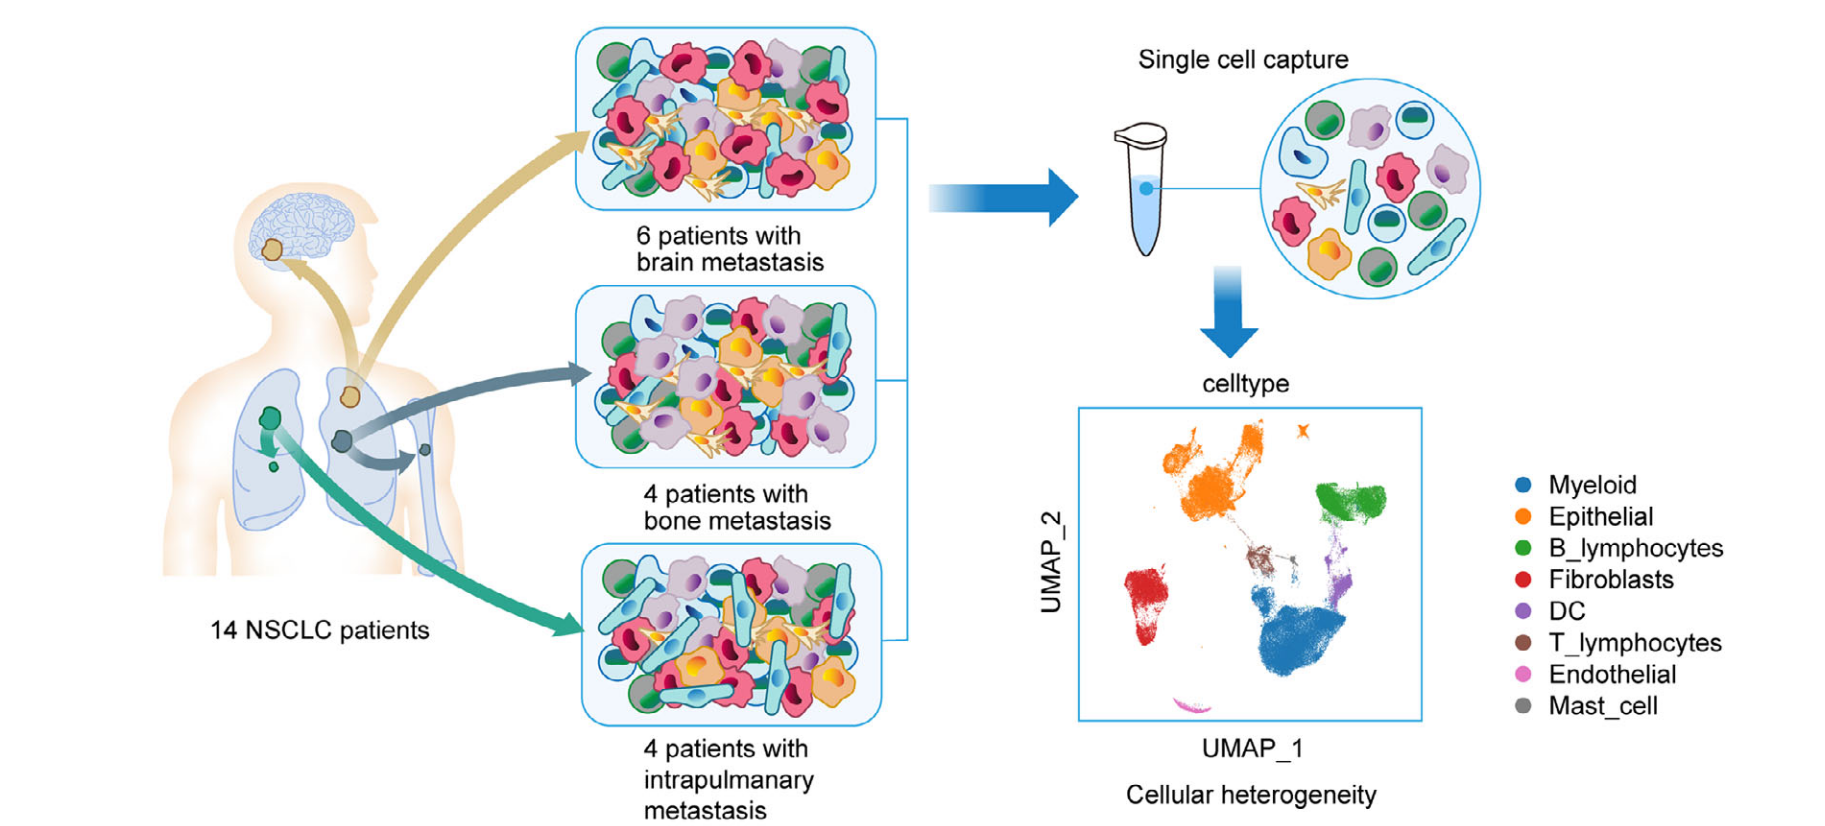 14 NSCLC patients
6 patients with
brain metastasis
4 patients with
bone metastasis
4 patients with
intrapulmanary
metastasis
Single cell capture
celltype
UMAP_2
UMAP_1
Cellular heterogeneity
Myeloid
Epithelial
B_lymphocytes
Fibroblasts
DC
T_lymphocytes
Endothelial
Mast_cell